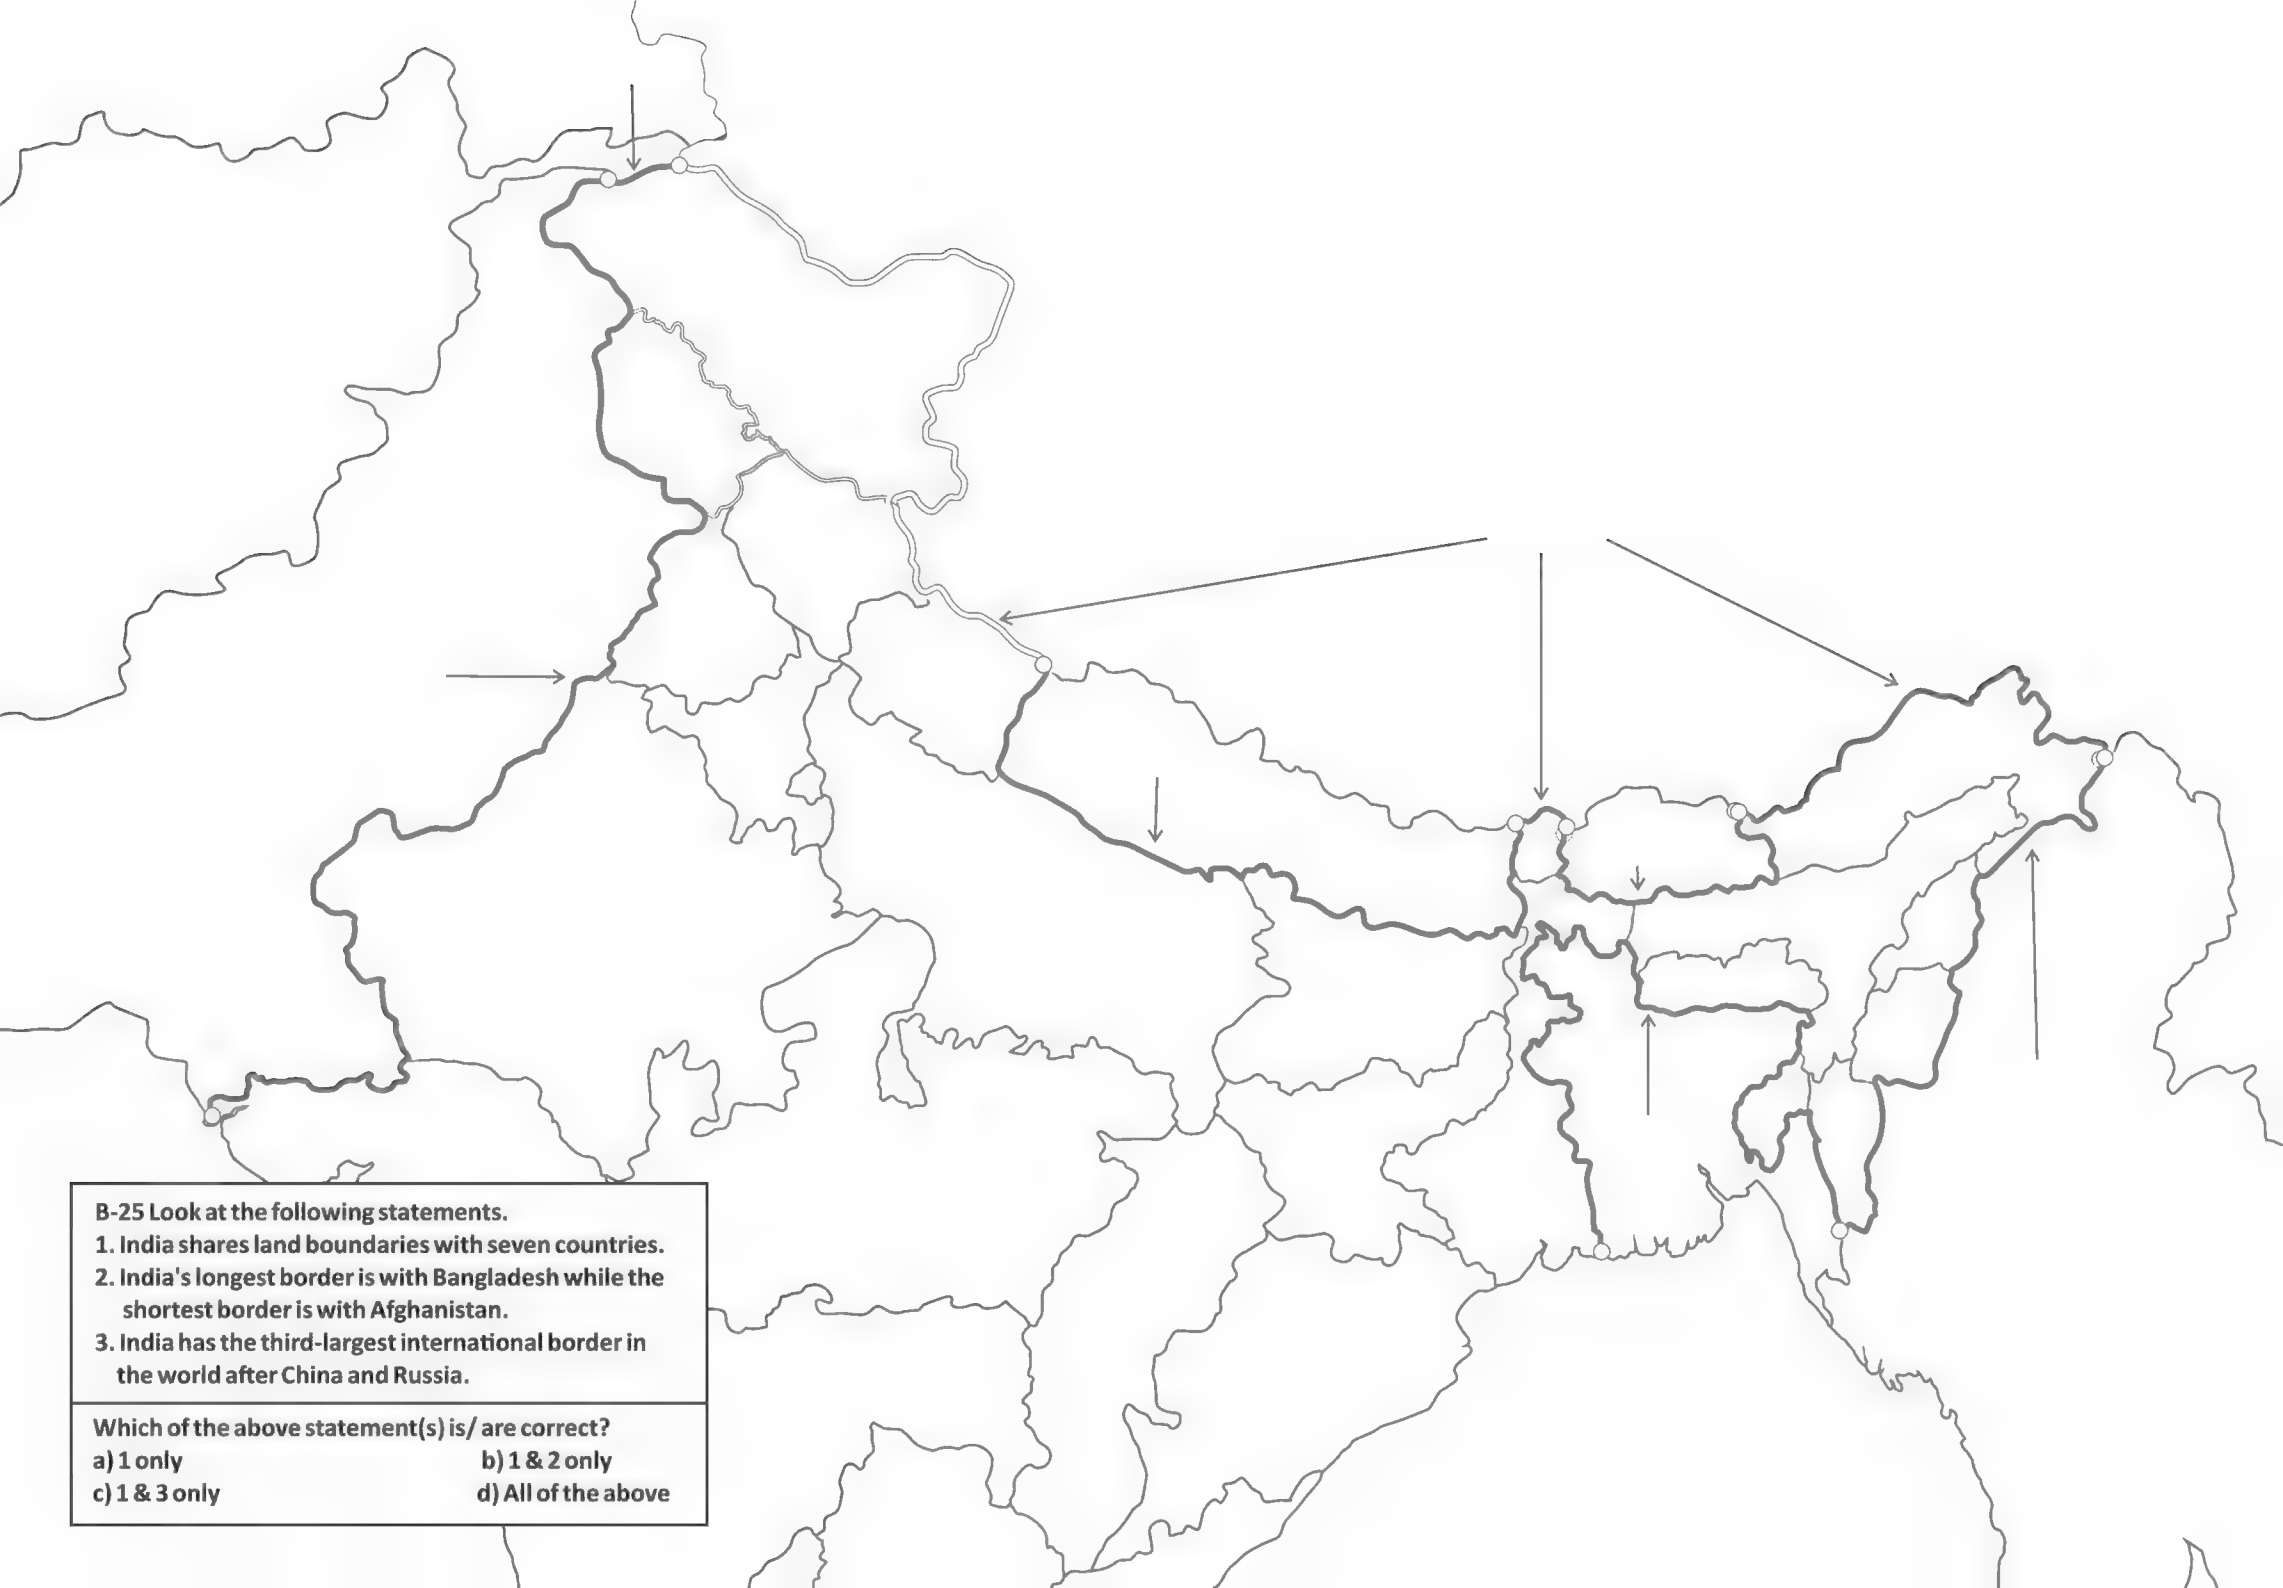 B-25 Look at the following statements.
1. India shares land boundaries with seven countries.
2. India's longest border is with Bangladesh while the
shortest border is with Afghanistan.
3. India has the third-largest international border in
the world after China and Russia.
Which of the above statement(s) is/ are correct?
a) 1 only b) 1 & 2 only
c) 1 & 3 only d) All of the above